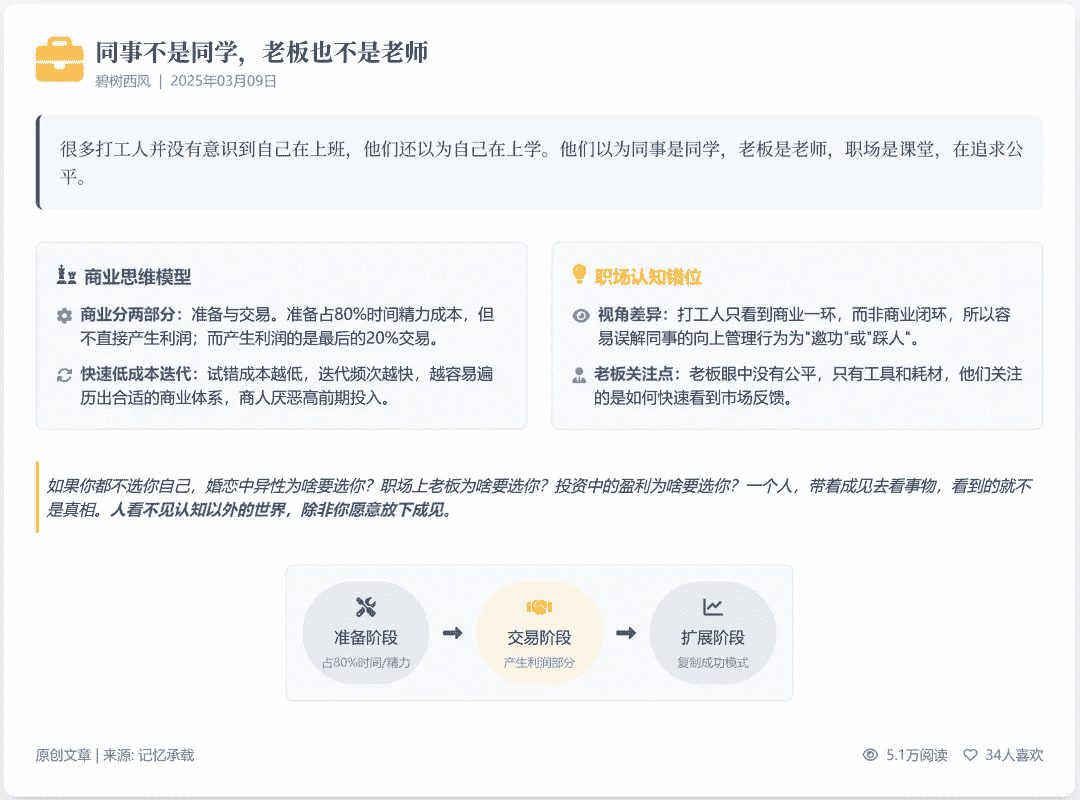 同事不是同学，老板也不是老师
碧树西风 | 2025年03月09日
很多打工人并没有意识到自己在上班，他们还以为自己在上学。他们以为同事是同学，老板是老师，职场是课堂，在追求公
平。
商业思维模型
商业分两部分：准备与交易。准备占80%时间精力成本，但
不直接产生利润；而产生利润的是最后的20%交易。
快速低成本迭代：试错成本越低，迭代频次越快，越容易遍
历出合适的商业体系，商人厌恶高前期投入。
职场认知错位
视角差异：打工人只看到商业一环，而非商业闭环，所以容
易误解同事的向上管理行为为"邀功"或"踩人"。
老板关注点：老板眼中没有公平，只有工具和耗材，他们关注
的是如何快速看到市场反馈。
如果你都不选你自己，婚恋中异性为啥要选你？职场上老板为啥要选你？投资中的盈利为啥要选你？一个人，带着成见去看事物，看到的就不
是真相。人看不见认知以外的世界，除非你愿意放下成见。
准备阶段
占80%时间/精力
交易阶段
产生利润部分
扩展阶段
复制成功模式
原创文章 | 来源: 记忆承载
5.1万阅读 34人喜欢